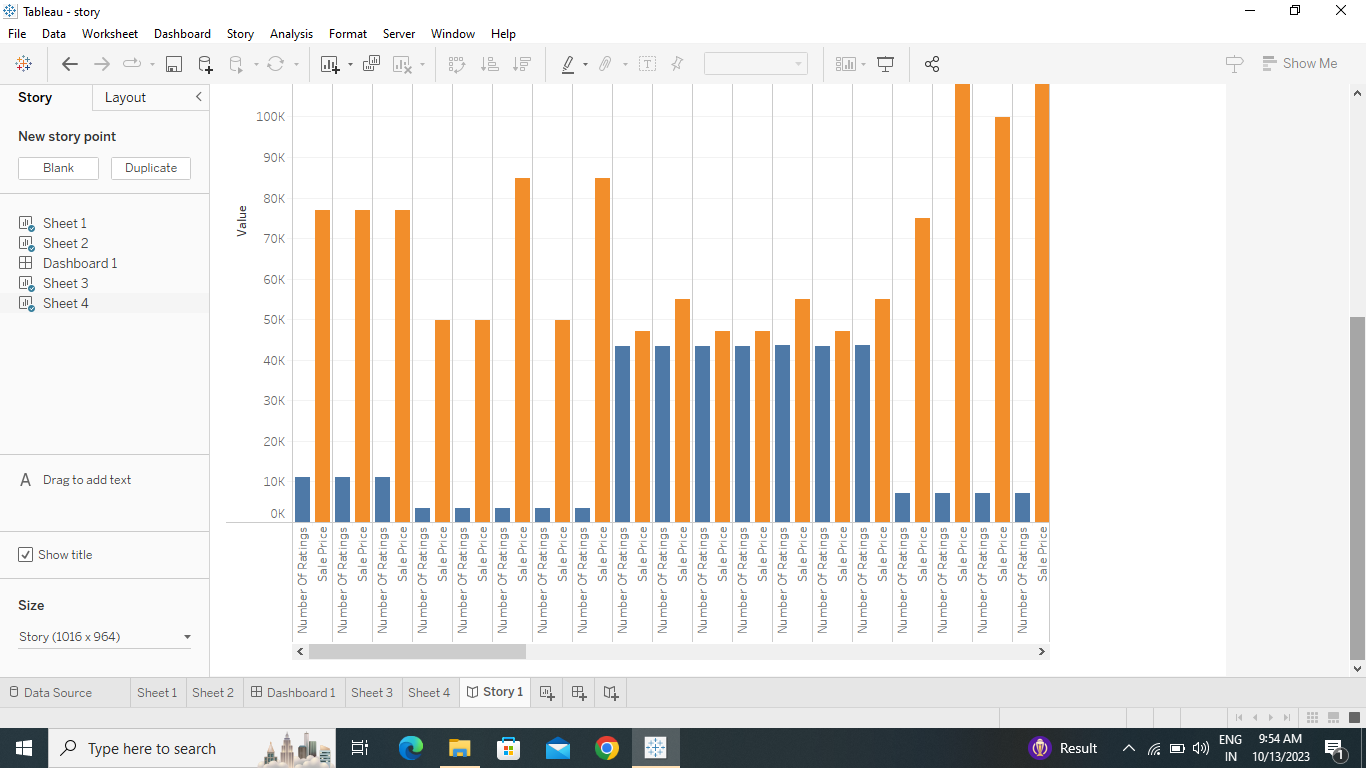 Tableau - story
File Data Worksheet Dashboard Story Analysis Format Server Window Help
Show Me
Story Layout
New story point
Blank Duplicate
Sheet 1
Sheet 2
Dashboard 1
Sheet 3
Sheet 4
A Drag to add text
Show title
Size
Story (1016 x 964)
Value
100K
90K
80K
70K
60K
50K
40K
30K
20K
10K
0K
Number Of Ratings
Sale Price
Number Of Ratings
Sale Price
Number Of Ratings
Sale Price
Number Of Ratings
Sale Price
Number Of Ratings
Sale Price
Number Of Ratings
Sale Price
Number Of Ratings
Sale Price
Number Of Ratings
Sale Price
Number Of Ratings
Sale Price
Number Of Ratings
Sale Price
Number Of Ratings
Sale Price
Number Of Ratings
Sale Price
Number Of Ratings
Sale Price
Number Of Ratings
Sale Price
Number Of Ratings
Sale Price
Number Of Ratings
Sale Price
Number Of Ratings
Sale Price
Number Of Ratings
Sale Price
Number Of Ratings
Sale Price
Data Source Sheet 1 Sheet 2 Dashboard 1 Sheet 3 Sheet 4 Story 1
Type here to search
Result
ENG
IN
9:54 AM
10/13/2023
1